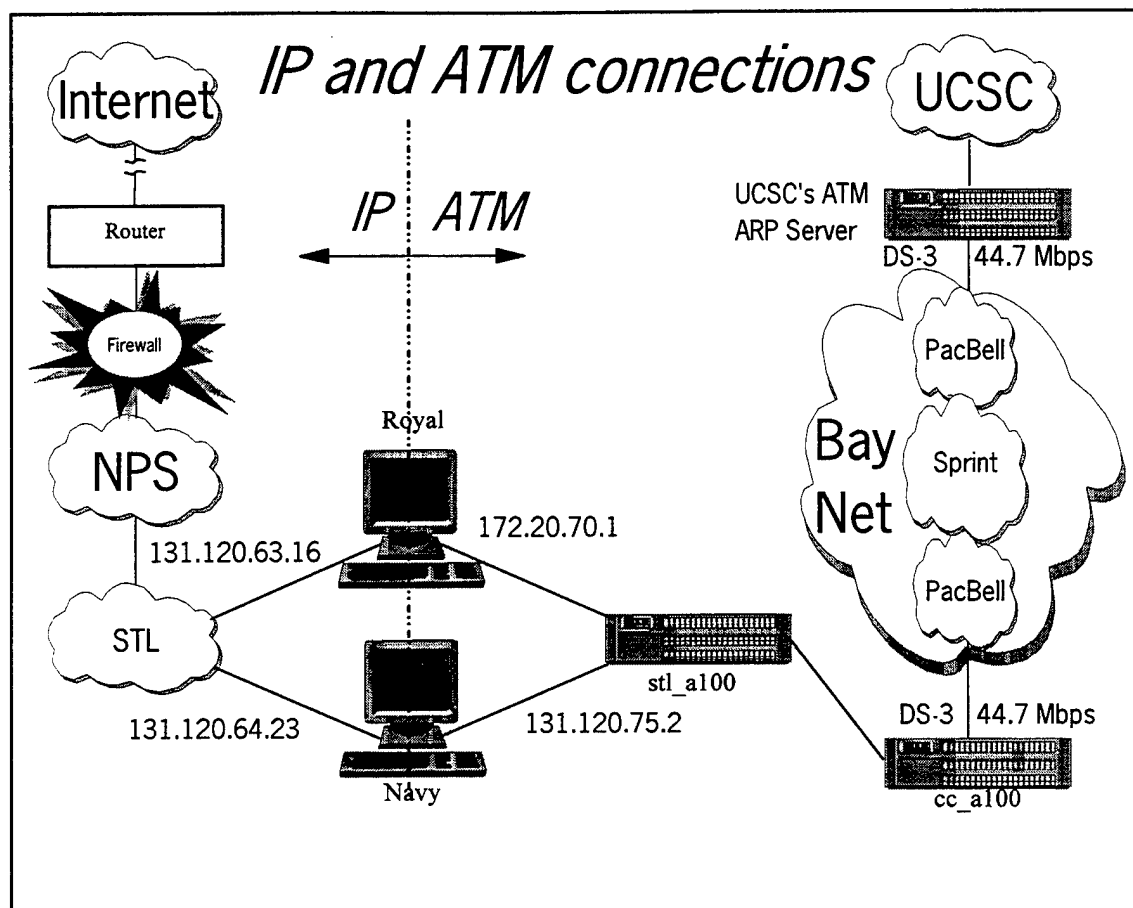 IP and ATM connections
Internet
UCSC
IP
ATM
Router
UCSC's ATM
ARP Server
DS-3
44.7 Mbps
Firewall
PacBell
Royal
Bay
Net
Sprint
NPS
172.20.70.1
131.120.63.16
PacBell
STL
stl_a100
131.120.64.23
131.120.75.2
DS-3
44.7 Mbps
Navy
cc_a100